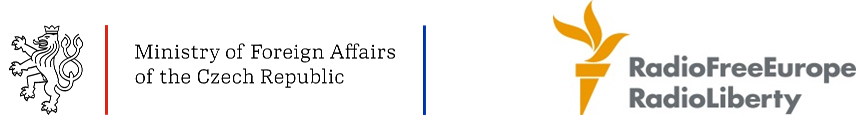 Ministry of Foreign Affairs
of the Czech Republic
RadioFreeEurope
RadioLiberty